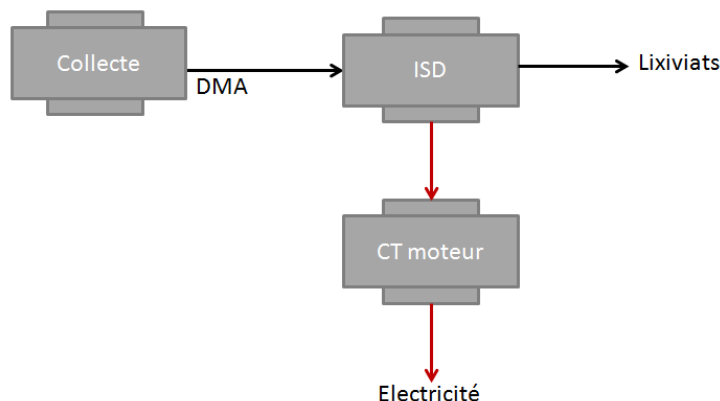 Collecte
DMA
ISD
Lixiviats
CT moteur
Electricité